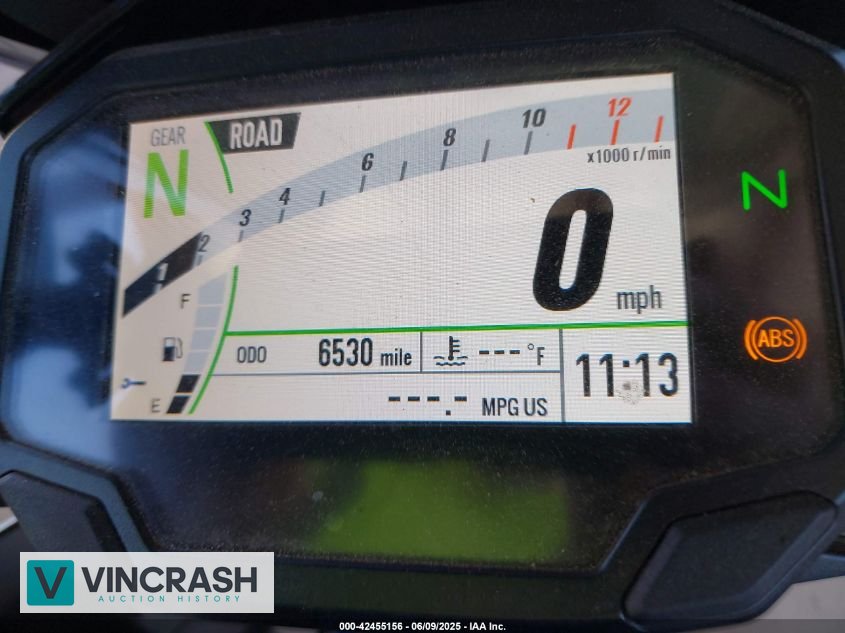 GEAR
N
ROAD
1 2 3 4 6 8 10 12
x1000 r/min
N
0 mph
F
E
ODO 6530 mile
---°F
11:13
---.- MPG US
ABS
V VINCRASH
AUCTION HISTORY
000-42455156 - 06/09/2025 - IAA Inc.